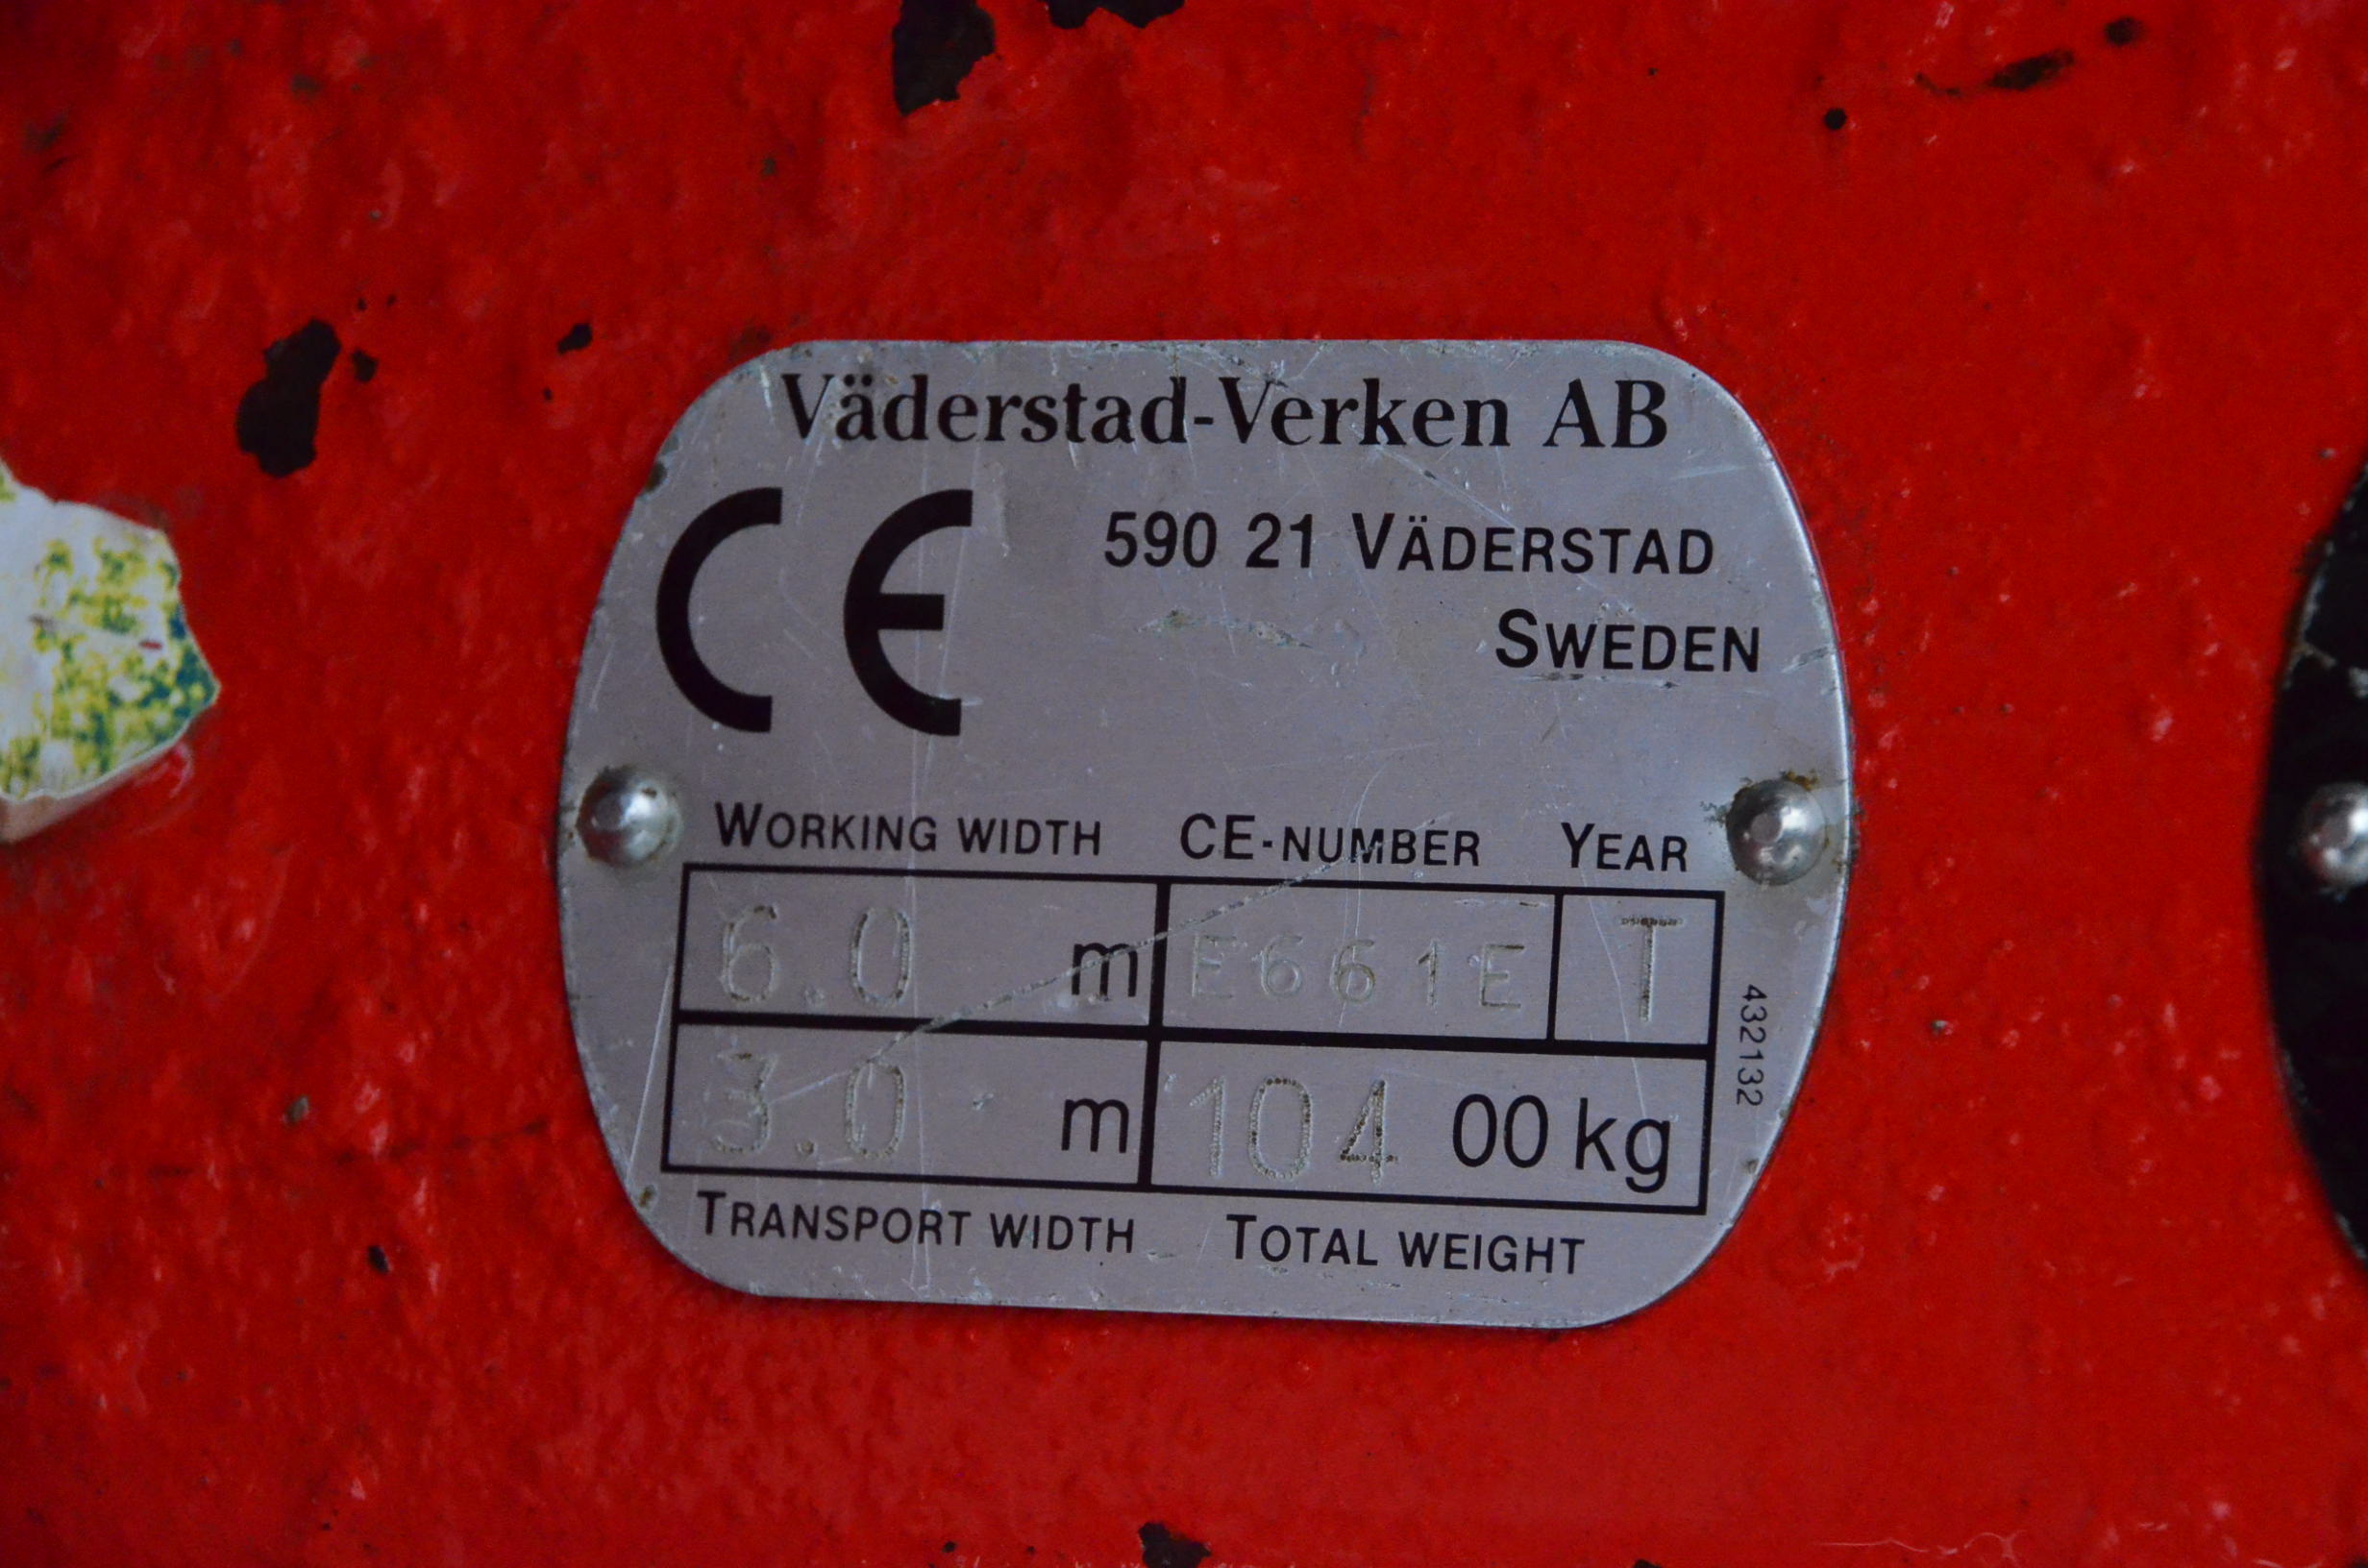 Väderstad-Verken AB
CE
590 21 VÄDERSTAD
SWEDEN
WORKING WIDTH CE-NUMBER YEAR
6.0 m E661E T
3.0 m 104 00 kg
TRANSPORT WIDTH TOTAL WEIGHT
432132